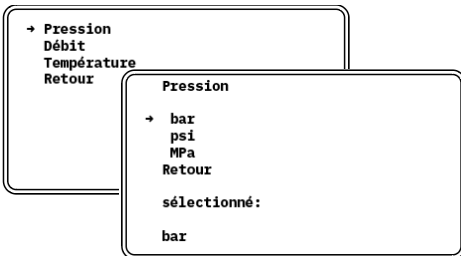 → Pression
Débit
Température
Retour
Pression
→ bar
psi
MPa
Retour
sélectionné:
bar